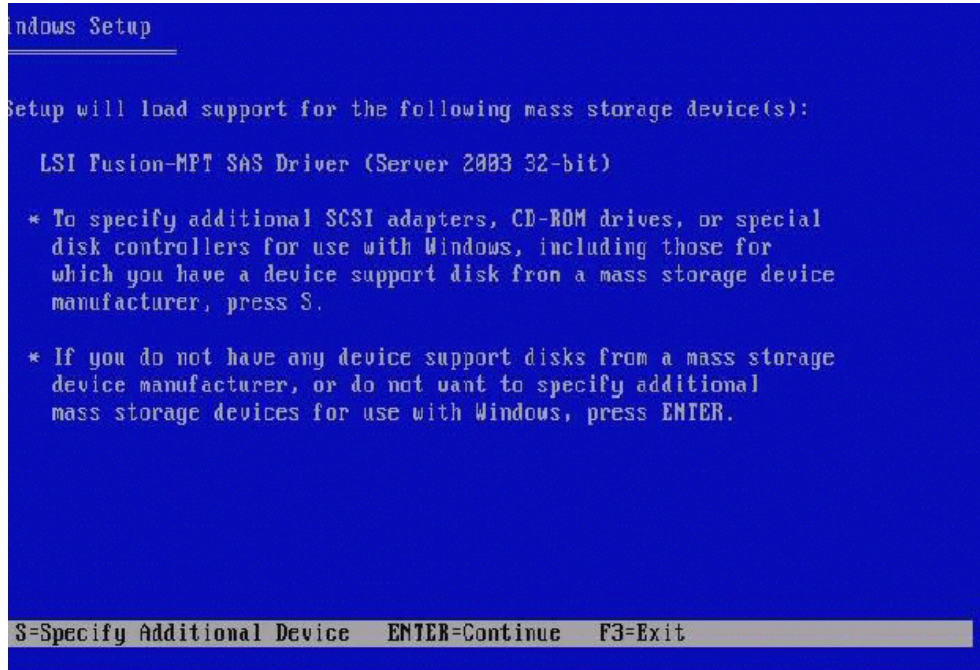 indows Setup
Setup will load support for the following mass storage device(s):
LSI Fusion-MPT SAS Driver (Server 2003 32-bit)
* To specify additional SCSI adapters, CD-ROM drives, or special
disk controllers for use with Windows, including those for
which you have a device support disk from a mass storage device
manufacturer, press S.
* If you do not have any device support disks from a mass storage
device manufacturer, or do not want to specify additional
mass storage devices for use with Windows, press ENTER.
S=Specify Additional Device ENTER=Continue F3=Exit